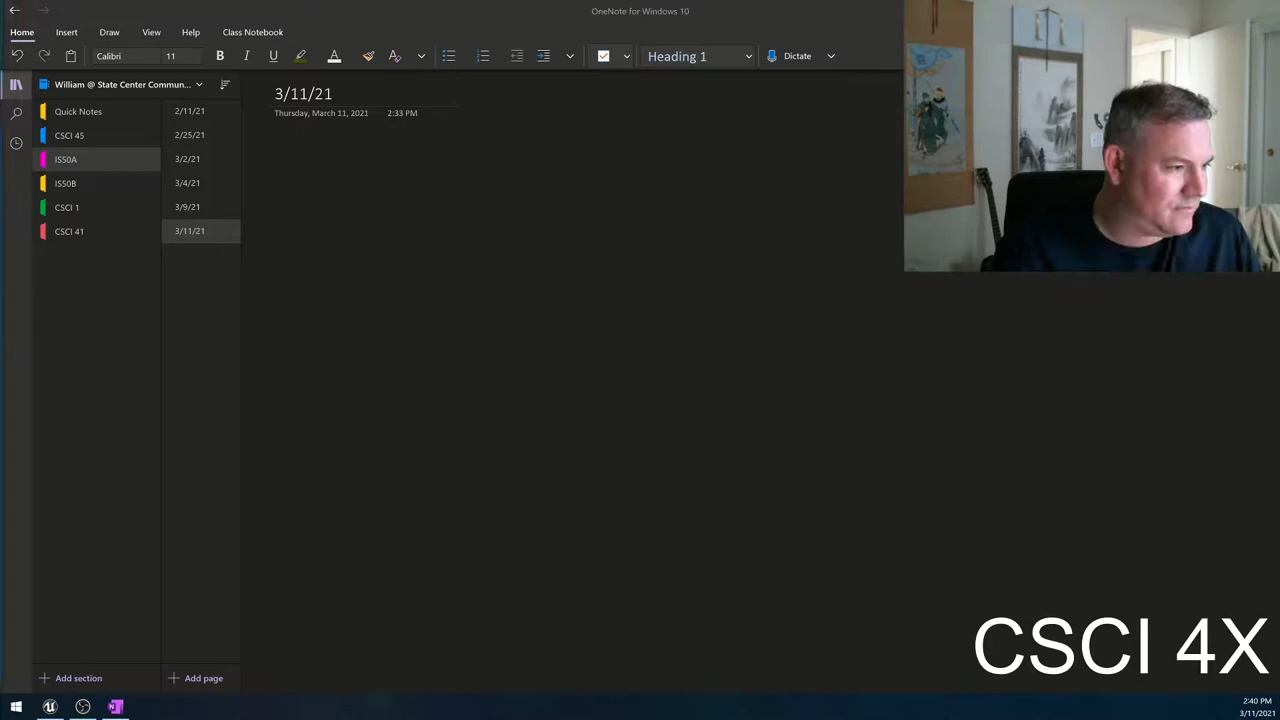 OneNote for Windows 10
Home Insert Draw View Help Class Notebook
Calibri 11 B I U A Heading 1 Dictate
William @ State Center Commun...
Quick Notes
CSCI 45
IS50A
IS50B
CSCI 1
CSCI 41
2/11/21
2/25/21
3/2/21
3/4/21
3/9/21
3/11/21
3/11/21
Thursday, March 11, 2021 2:33 PM
CSCI 4X
Add section
Add page
2:40 PM
3/11/2021